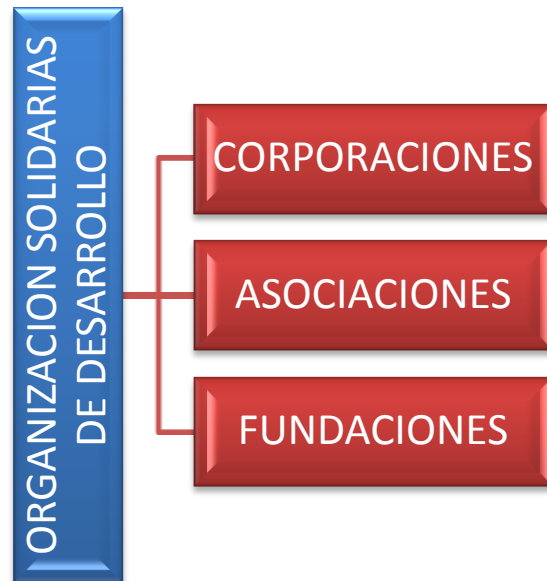 ORGANIZACION SOLIDARIAS
DE DESARROLLO
CORPORACIONES
ASOCIACIONES
FUNDACIONES